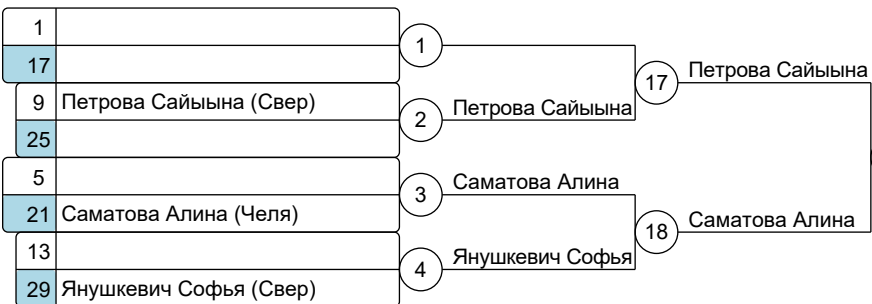 1
17
1
9 Петрова Сайыына (Свер)
25
2
Петрова Сайыына
17
Петрова Сайыына
5
21 Саматова Алина (Челя)
3
Саматова Алина
13
29 Янушкевич Софья (Свер)
4
Янушкевич Софья
18
Саматова Алина